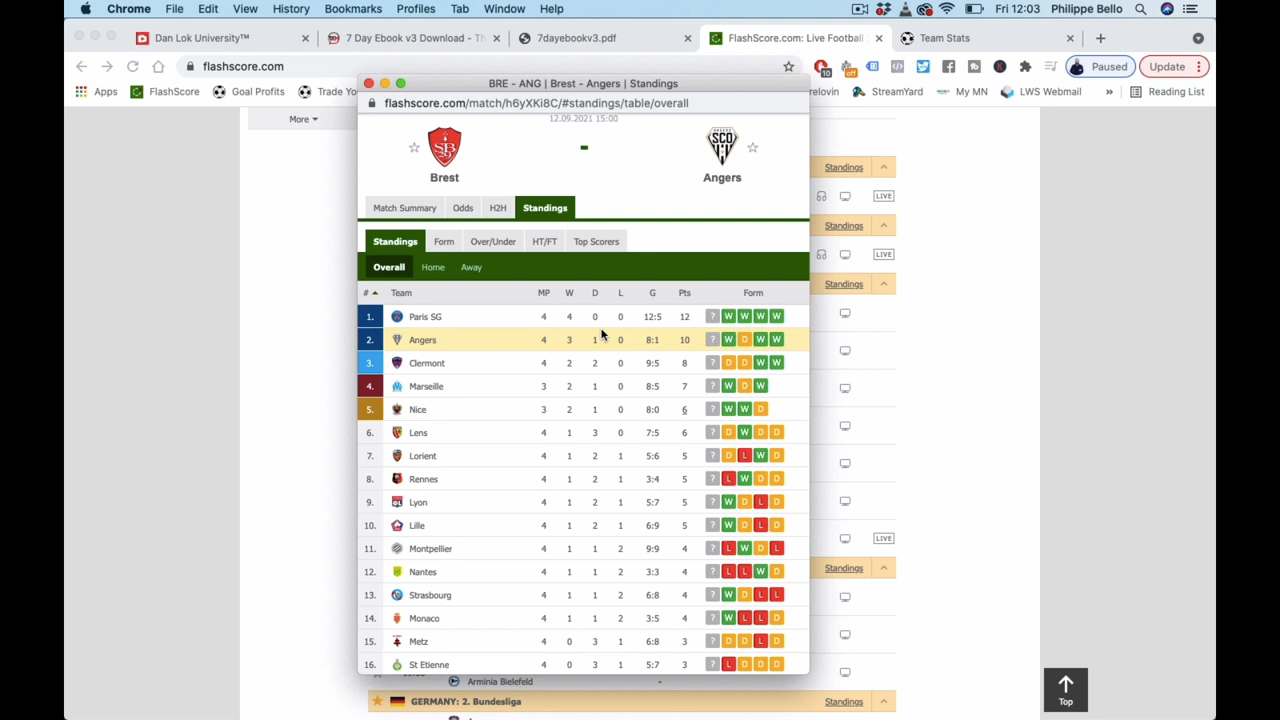 Chrome File Edit View History Bookmarks Profiles Tab Window Help Fri 12:03 Philippe Bello
Dan Lok University™ 7 Day Ebook v3 Download - Th 7dayebookv3.pdf FlashScore.com: Live Football Team Stats
flashscore.com 10 off Paused Update
Apps FlashScore Goal Profits Trade Yo relovin StreamYard My MN LWS Webmail » Reading List
BRE - ANG | Brest - Angers | Standings
flashscore.com/match/h6yXKi8C/#standings/table/overall
More
12.09.2021 15:00
-
Brest Angers
Match Summary Odds H2H Standings
Standings Form Over/Under HT/FT Top Scorers
Overall Home Away
# Team MP W D L G Pts Form
1. Paris SG 4 4 0 0 12:5 12 ? W W W W
2. Angers 4 3 1 0 8:1 10 ? W D W W
3. Clermont 4 2 2 0 9:5 8 ? D D W W
4. Marseille 3 2 1 0 8:5 7 ? W D W
5. Nice 3 2 1 0 8:0 6 ? W W D
6. Lens 4 1 3 0 7:5 6 ? D W D D
7. Lorient 4 1 2 1 5:6 5 ? D L W D
8. Rennes 4 1 2 1 3:4 5 ? L W D D
9. Lyon 4 1 2 1 5:7 5 ? W D L D
10. Lille 4 1 2 1 6:9 5 ? W D L D
11. Montpellier 4 1 1 2 9:9 4 ? L W D L
12. Nantes 4 1 1 2 3:3 4 ? L L W D
13. Strasbourg 4 1 1 2 6:8 4 ? W D L L
14. Monaco 4 1 1 2 3:5 4 ? W L L D
15. Metz 4 0 3 1 6:8 3 ? D D L D
16. St Etienne 4 0 3 1 5:7 3 ? L D D D
Standings
LIVE
Standings
LIVE
Standings
LIVE
Standings
Arminia Bielefeld -
GERMANY: 2. Bundesliga Standings
Top